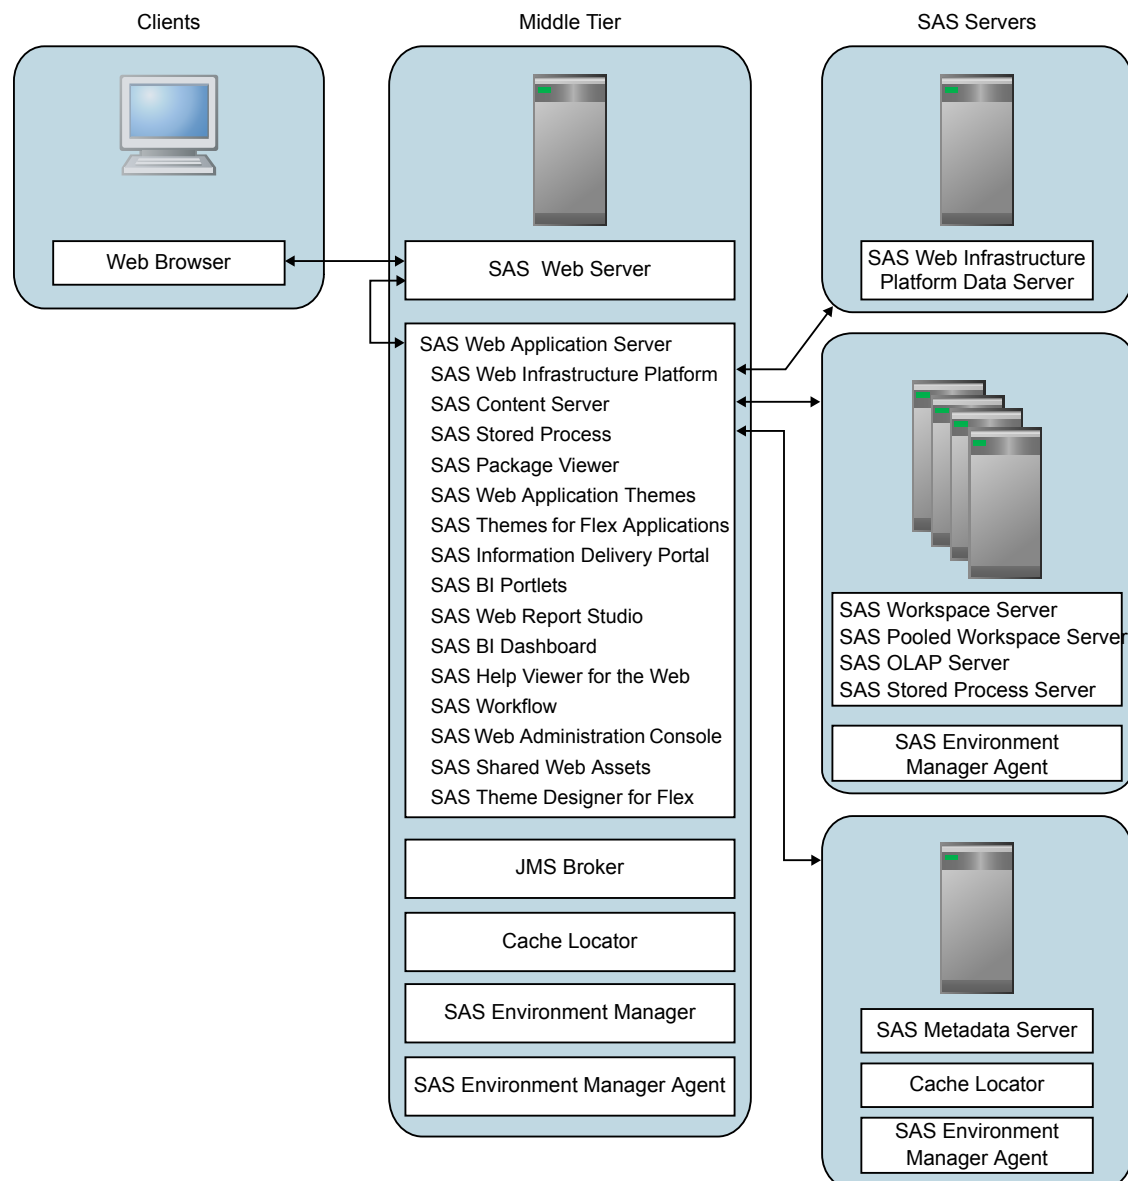 Clients
Web Browser
Middle Tier
SAS Web Server
SAS Web Application Server
SAS Web Infrastructure Platform
SAS Content Server
SAS Stored Process
SAS Package Viewer
SAS Web Application Themes
SAS Themes for Flex Applications
SAS Information Delivery Portal
SAS BI Portlets
SAS Web Report Studio
SAS BI Dashboard
SAS Help Viewer for the Web
SAS Workflow
SAS Web Administration Console
SAS Shared Web Assets
SAS Theme Designer for Flex
JMS Broker
Cache Locator
SAS Environment Manager
SAS Environment Manager Agent
SAS Servers
SAS Web Infrastructure
Platform Data Server
SAS Workspace Server
SAS Pooled Workspace Server
SAS OLAP Server
SAS Stored Process Server
SAS Environment
Manager Agent
SAS Metadata Server
Cache Locator
SAS Environment
Manager Agent